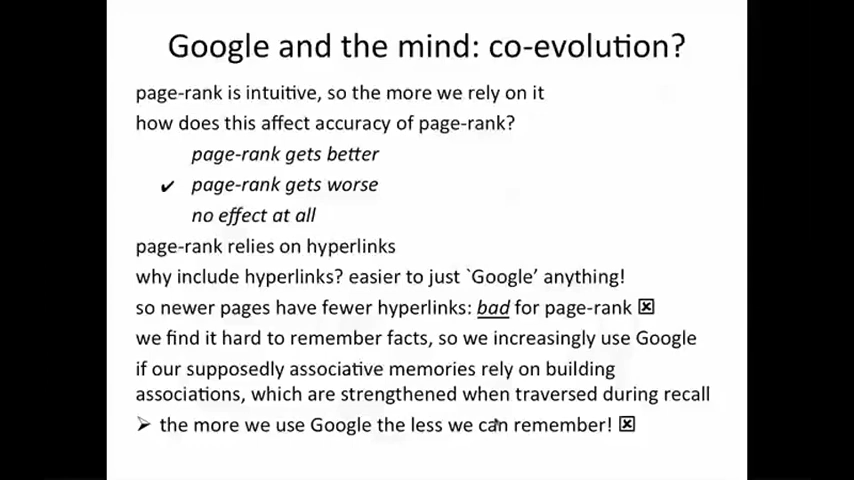 Google and the mind: co-evolution?
page-rank is intuitive, so the more we rely on it
how does this affect accuracy of page-rank?
page-rank gets better
✔ page-rank gets worse
no effect at all
page-rank relies on hyperlinks
why include hyperlinks? easier to just `Google’ anything!
so newer pages have fewer hyperlinks: bad for page-rank ☒
we find it hard to remember facts, so we increasingly use Google
if our supposedly associative memories rely on building
associations, which are strengthened when traversed during recall
➢ the more we use Google the less we can remember! ☒